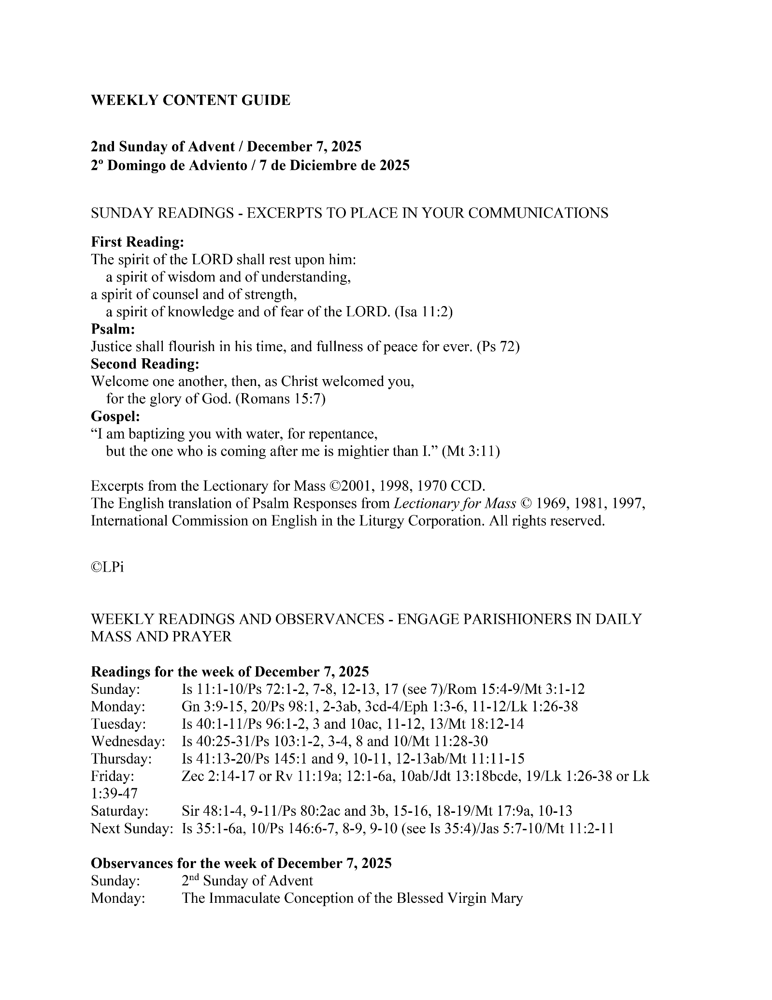 WEEKLY CONTENT GUIDE
2nd Sunday of Advent / December 7, 2025
2º Domingo de Adviento / 7 de Diciembre de 2025
SUNDAY READINGS - EXCERPTS TO PLACE IN YOUR COMMUNICATIONS
First Reading:
The spirit of the LORD shall rest upon him:
a spirit of wisdom and of understanding,
a spirit of counsel and of strength,
a spirit of knowledge and of fear of the LORD. (Isa 11:2)
Psalm:
Justice shall flourish in his time, and fullness of peace for ever. (Ps 72)
Second Reading:
Welcome one another, then, as Christ welcomed you,
for the glory of God. (Romans 15:7)
Gospel:
“I am baptizing you with water, for repentance,
but the one who is coming after me is mightier than I.” (Mt 3:11)
Excerpts from the Lectionary for Mass ©2001, 1998, 1970 CCD.
The English translation of Psalm Responses from Lectionary for Mass © 1969, 1981, 1997,
International Commission on English in the Liturgy Corporation. All rights reserved.
©LPi
WEEKLY READINGS AND OBSERVANCES - ENGAGE PARISHIONERS IN DAILY
MASS AND PRAYER
Readings for the week of December 7, 2025
Sunday: Is 11:1-10/Ps 72:1-2, 7-8, 12-13, 17 (see 7)/Rom 15:4-9/Mt 3:1-12
Monday: Gn 3:9-15, 20/Ps 98:1, 2-3ab, 3cd-4/Eph 1:3-6, 11-12/Lk 1:26-38
Tuesday: Is 40:1-11/Ps 96:1-2, 3 and 10ac, 11-12, 13/Mt 18:12-14
Wednesday: Is 40:25-31/Ps 103:1-2, 3-4, 8 and 10/Mt 11:28-30
Thursday: Is 41:13-20/Ps 145:1 and 9, 10-11, 12-13ab/Mt 11:11-15
Friday: Zec 2:14-17 or Rv 11:19a; 12:1-6a, 10ab/Jdt 13:18bcde, 19/Lk 1:26-38 or Lk
1:39-47
Saturday: Sir 48:1-4, 9-11/Ps 80:2ac and 3b, 15-16, 18-19/Mt 17:9a, 10-13
Next Sunday: Is 35:1-6a, 10/Ps 146:6-7, 8-9, 9-10 (see Is 35:4)/Jas 5:7-10/Mt 11:2-11
Observances for the week of December 7, 2025
Sunday: 2nd Sunday of Advent
Monday: The Immaculate Conception of the Blessed Virgin Mary